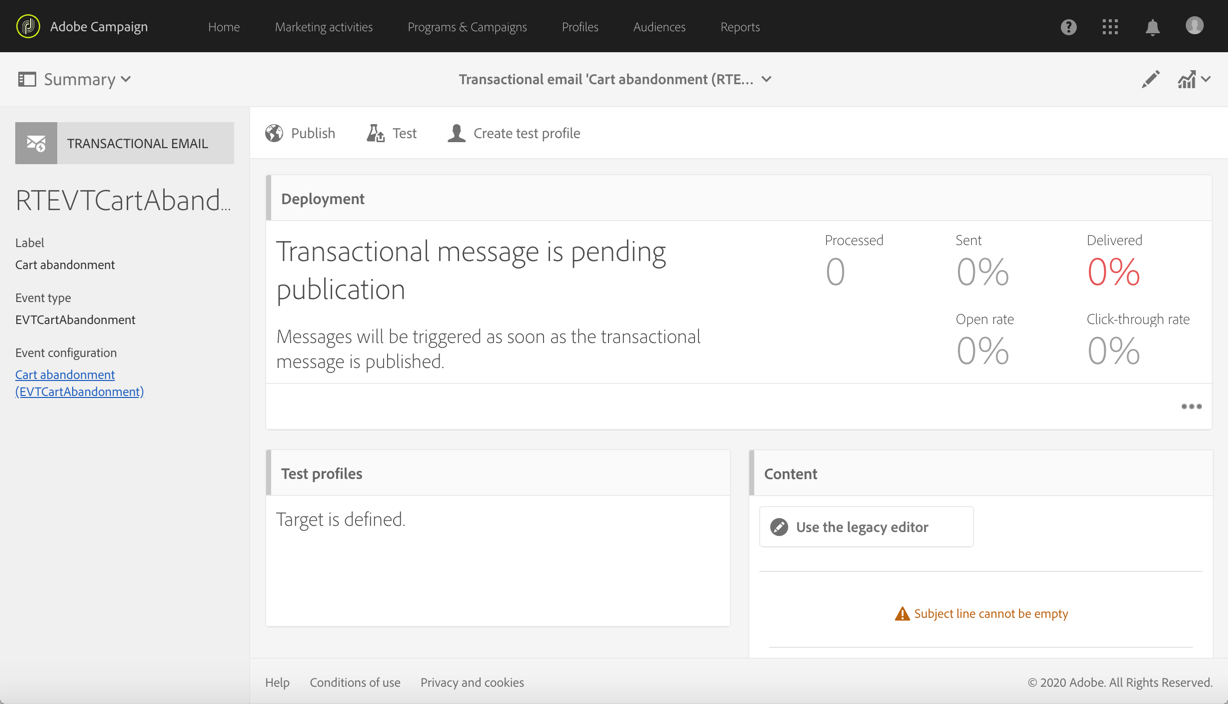 Adobe Campaign
Home
Marketing activities
Programs & Campaigns
Profiles
Audiences
Reports
Summary
Transactional email 'Cart abandonment (RTE...
TRANSACTIONAL EMAIL
RTEVTCartAband...
Label
Cart abandonment
Event type
EVTCartAbandonment
Event configuration
Cart abandonment
(EVTCartAbandonment)
Publish
Test
Create test profile
Deployment
Transactional message is pending
publication
Messages will be triggered as soon as the transactional
message is published.
Processed
0
Sent
0%
Delivered
0%
Open rate
0%
Click-through rate
0%
Test profiles
Target is defined.
Content
Use the legacy editor
Subject line cannot be empty
Help
Conditions of use
Privacy and cookies
© 2020 Adobe. All Rights Reserved.